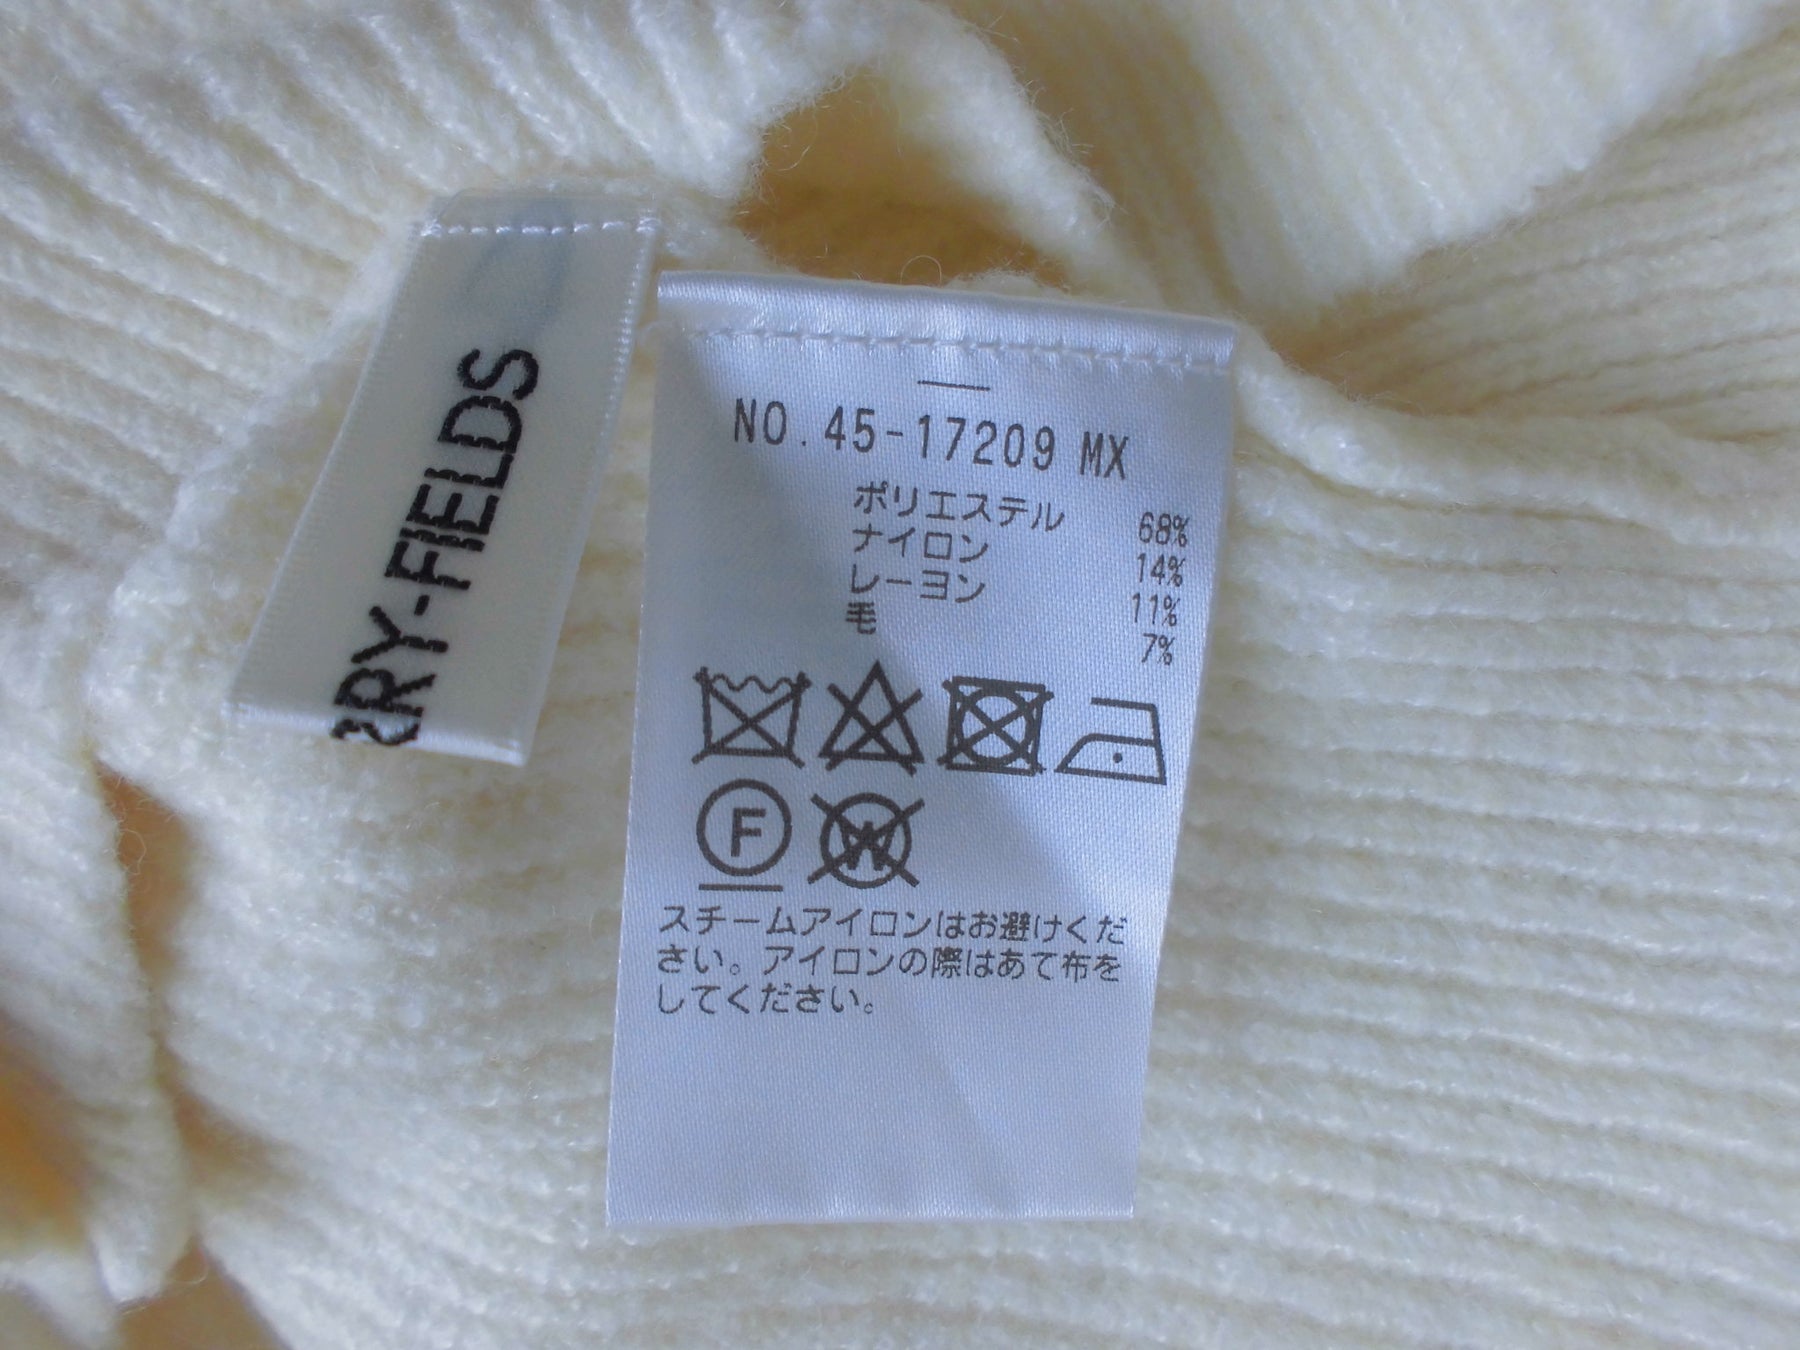 RRY-FIELDS
NO.45-17209 MX
ポリエステル 68%
ナイロン 14%
レーヨン 11%
毛 7%
F
W
スチームアイロンはお避けくだ
さい。アイロンの際はあて布を
してください。